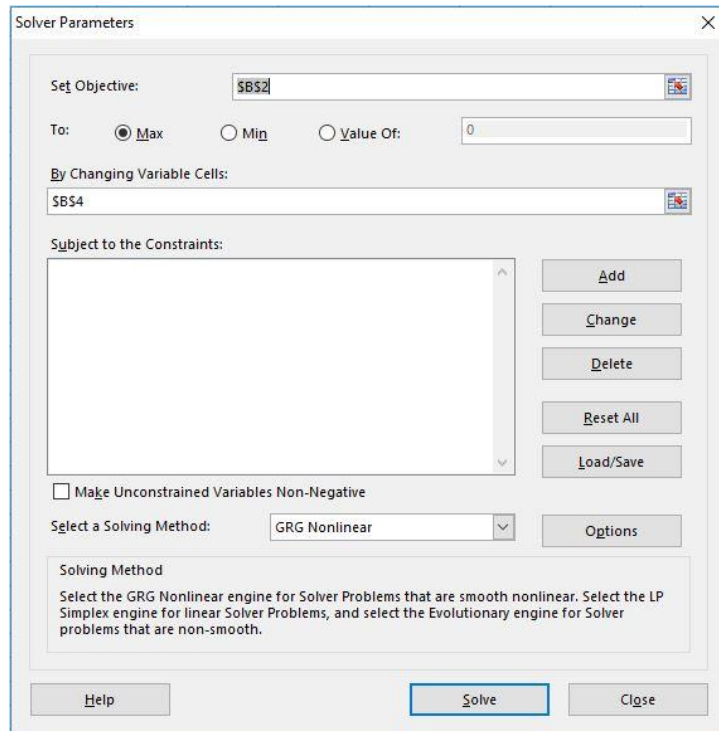 Solver Parameters
Set Objective: $B$2
To: Max Min Value Of: 0
By Changing Variable Cells:
$B$4
Subject to the Constraints:
Add
Change
Delete
Reset All
Load/Save
Make Unconstrained Variables Non-Negative
Select a Solving Method: GRG Nonlinear Options
Solving Method
Select the GRG Nonlinear engine for Solver Problems that are smooth nonlinear. Select the LP
Simplex engine for linear Solver Problems, and select the Evolutionary engine for Solver
problems that are non-smooth.
Help Solve Close